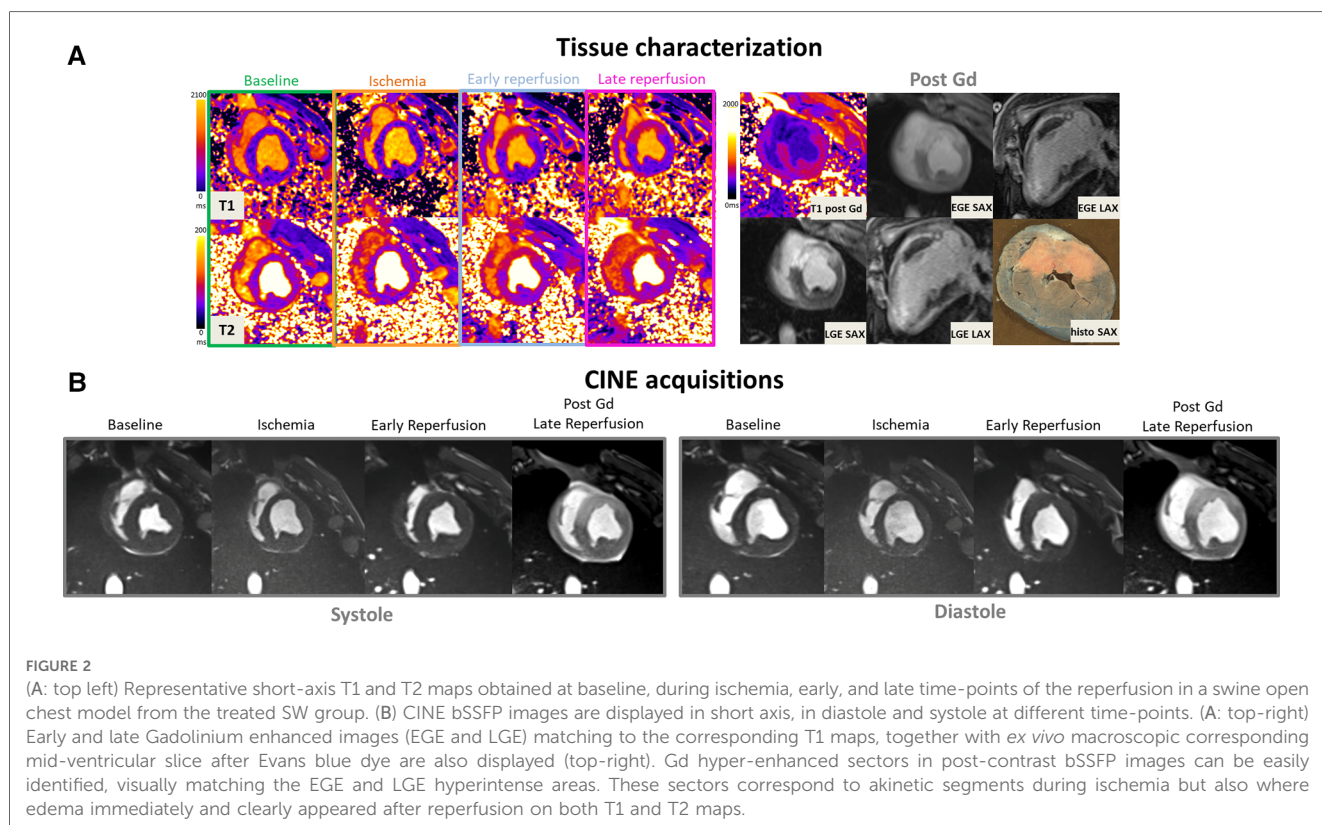 A
Tissue characterization
Baseline
Ischemia
Early reperfusion
Late reperfusion
Post Gd
2100
0
ms
T1
200
0
ms
T2
2000
0ms
T1 post Gd
EGE SAX
EGE LAX
LGE SAX
LGE LAX
histo SAX
B
CINE acquisitions
Baseline
Ischemia
Early Reperfusion
Post Gd
Late Reperfusion
Baseline
Ischemia
Early Reperfusion
Post Gd
Late Reperfusion
Systole
Diastole
FIGURE 2
(A: top left) Representative short-axis T1 and T2 maps obtained at baseline, during ischemia, early, and late time-points of the reperfusion in a swine open
chest model from the treated SW group. (B) CINE bSSFP images are displayed in short axis, in diastole and systole at different time-points. (A: top-right)
Early and late Gadolinium enhanced images (EGE and LGE) matching to the corresponding T1 maps, together with ex vivo macroscopic corresponding
mid-ventricular slice after Evans blue dye are also displayed (top-right). Gd hyper-enhanced sectors in post-contrast bSSFP images can be easily
identified, visually matching the EGE and LGE hyperintense areas. These sectors correspond to akinetic segments during ischemia but also where
edema immediately and clearly appeared after reperfusion on both T1 and T2 maps.